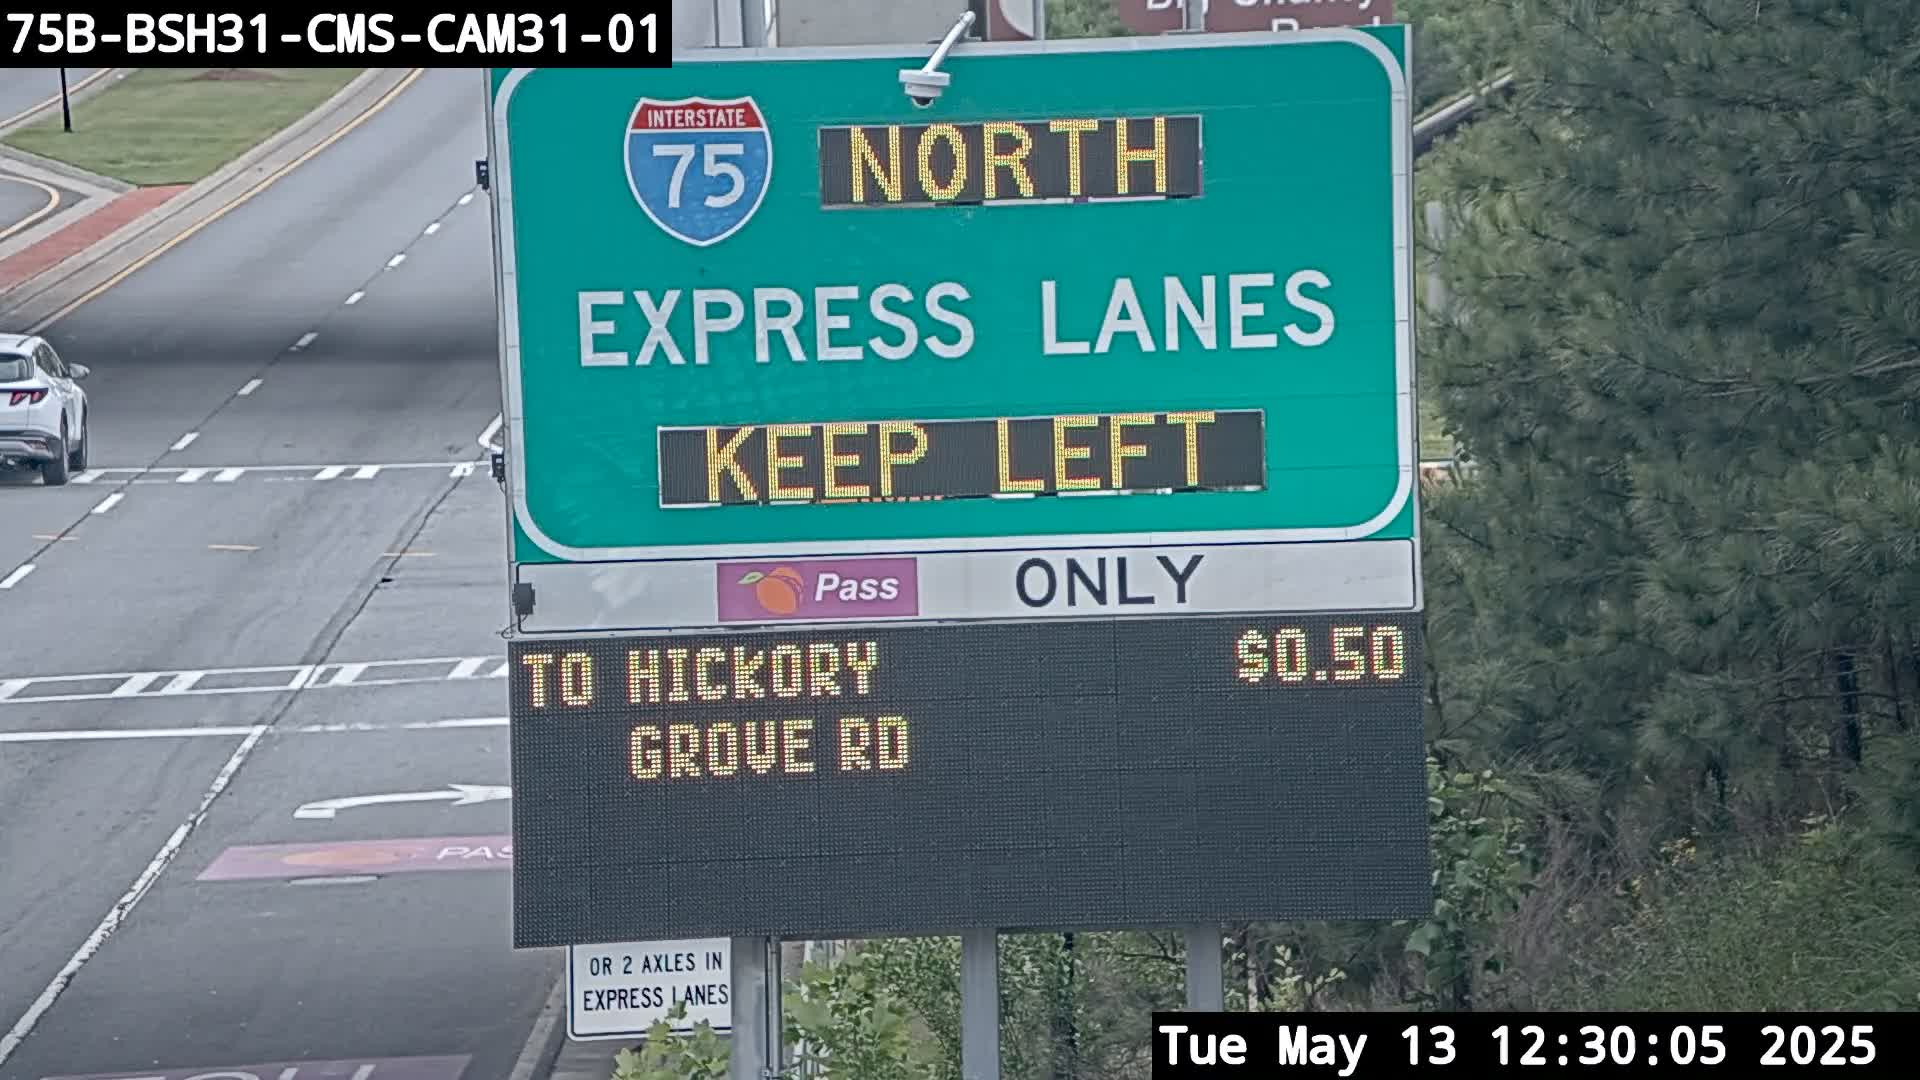 75B-BSH31-CMS-CAM31-01
INTERSTATE
75
NORTH
EXPRESS LANES
KEEP LEFT
Pass ONLY
TO HICKORY $0.50
GROVE RD
OR 2 AXLES IN
EXPRESS LANES
Tue May 13 12:30:05 2025